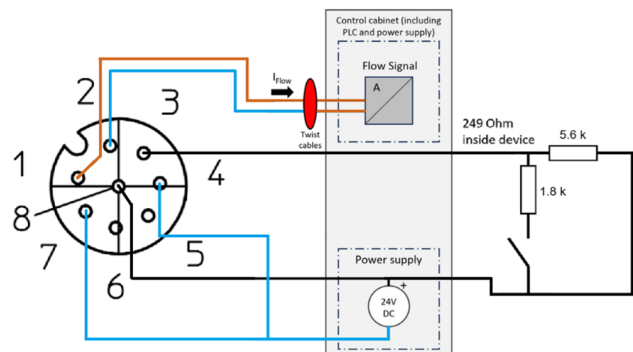 Control cabinet (including
PLC and power supply)
Flow Signal
A
I Flow
Twist
cables
249 Ohm
inside device
5.6 k
1.8 k
1
2
3
4
5
6
7
8
Power supply
+
24V
DC